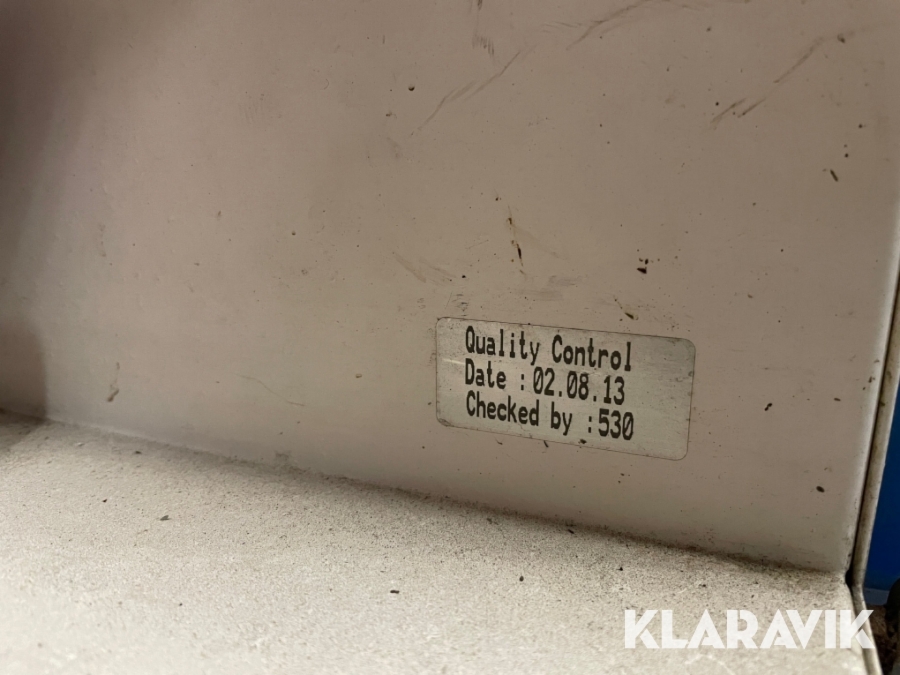 Quality Control
Date : 02.08.13
Checked by : 530
KLARAVIK